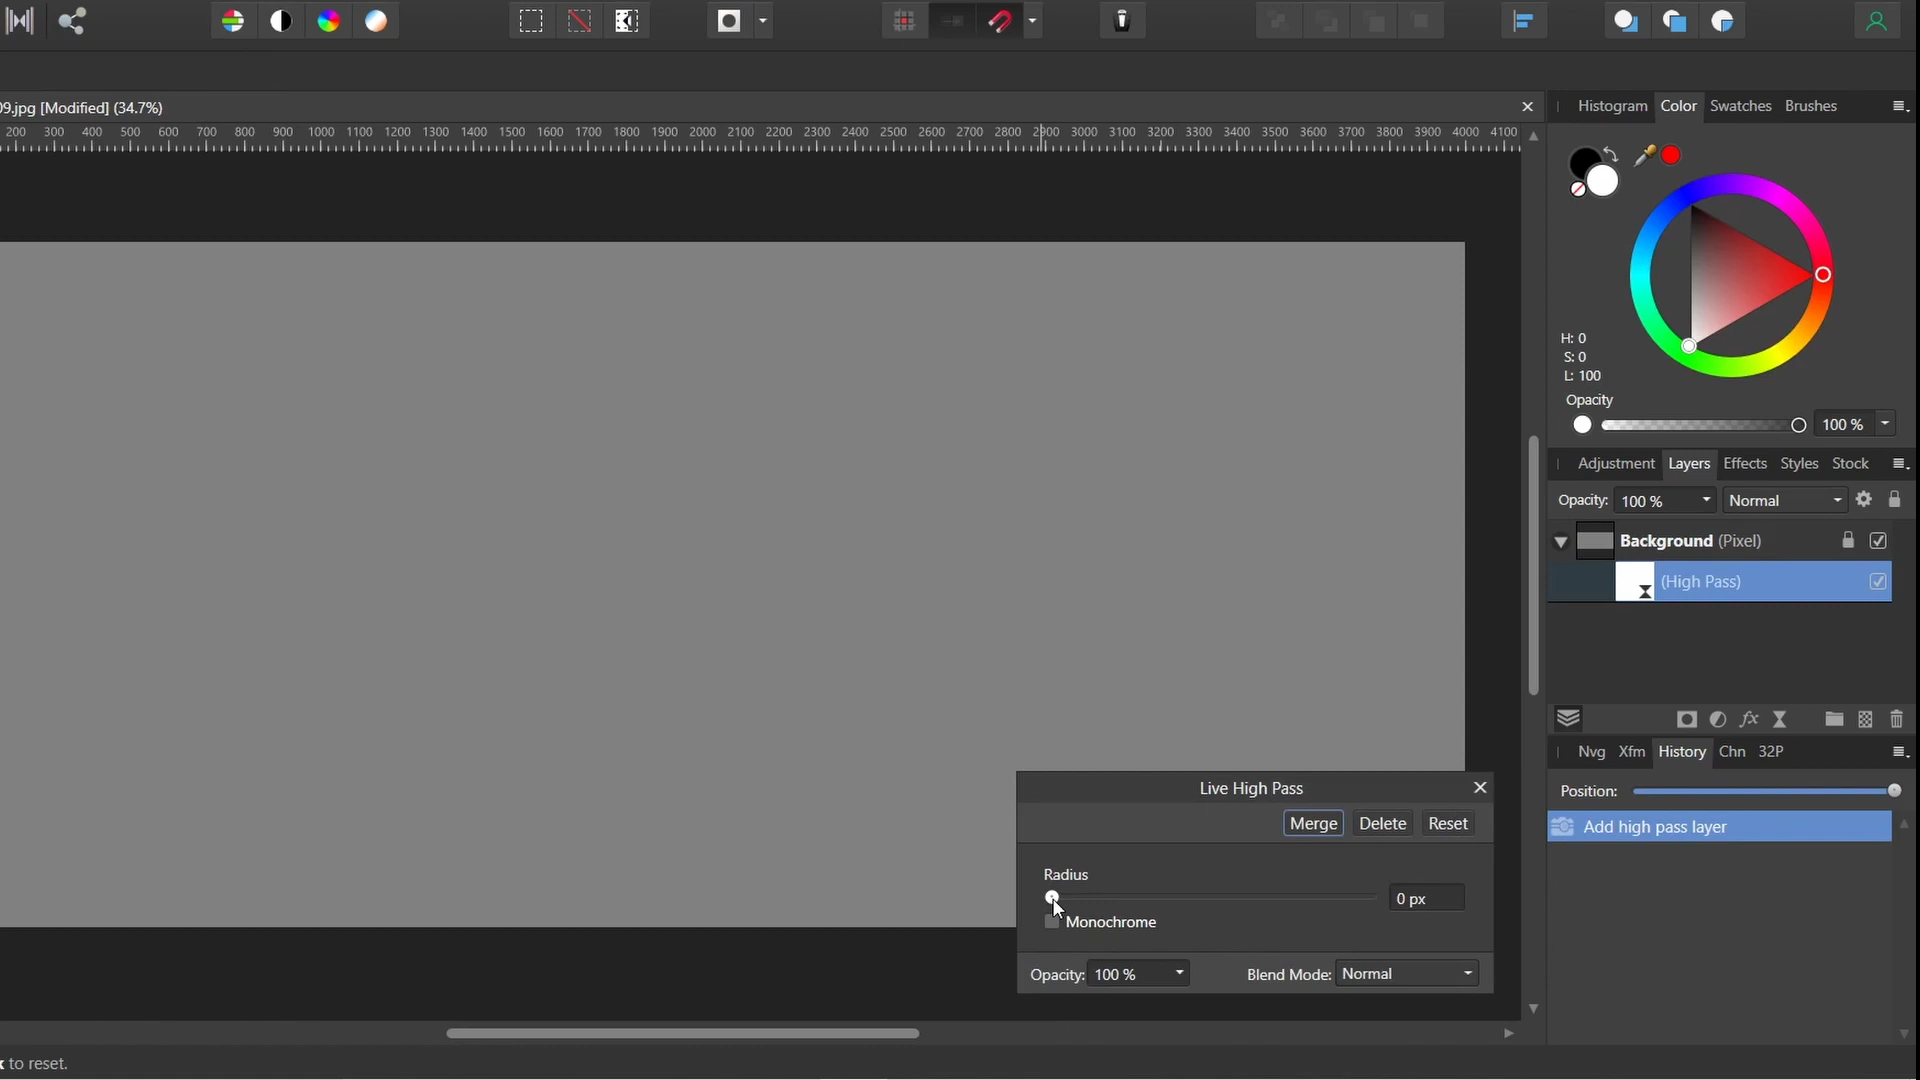 09.jpg [Modified] (34.7%)
200 300 400 500 600 700 800 900 1000 1100 1200 1300 1400 1500 1600 1700 1800 1900 2000 2100 2200 2300 2400 2500 2600 2700 2800 2900 3000 3100 3200 3300 3400 3500 3600 3700 3800 3900 4000 4100
Histogram Color Swatches Brushes
H: 0
S: 0
L: 100
Opacity
100 %
Adjustment Layers Effects Styles Stock
Opacity: 100 % Normal
Background (Pixel)
(High Pass)
fx
Nvg Xfm History Chn 32P
Position:
Add high pass layer
Live High Pass
Merge Delete Reset
Radius
0 px
Monochrome
Opacity: 100 % Blend Mode: Normal
to reset.